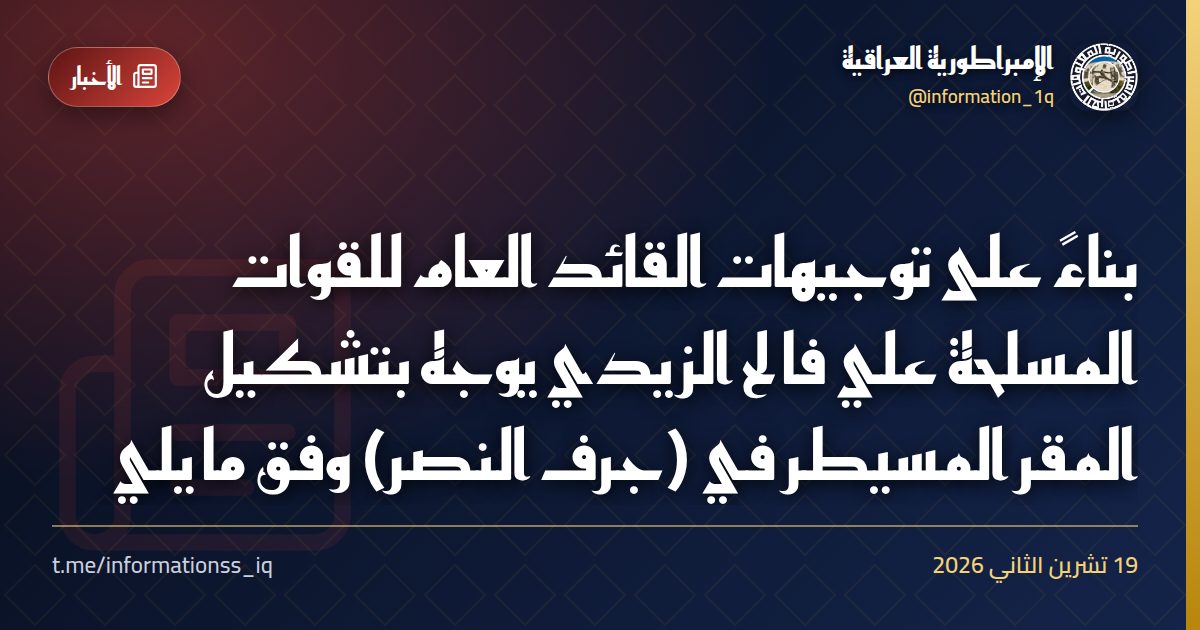 الإمبراطورية العراقية
@information_1q
الأخبار
بناءً على توجيهات القائد العام للقوات
المسلحة علي فالح الزيدي يوجه بتشكيل
المقر المسيطر في (جرف النصر) وفق ما يلي
19 تشرين الثاني 2026
t.me/informationss_iq